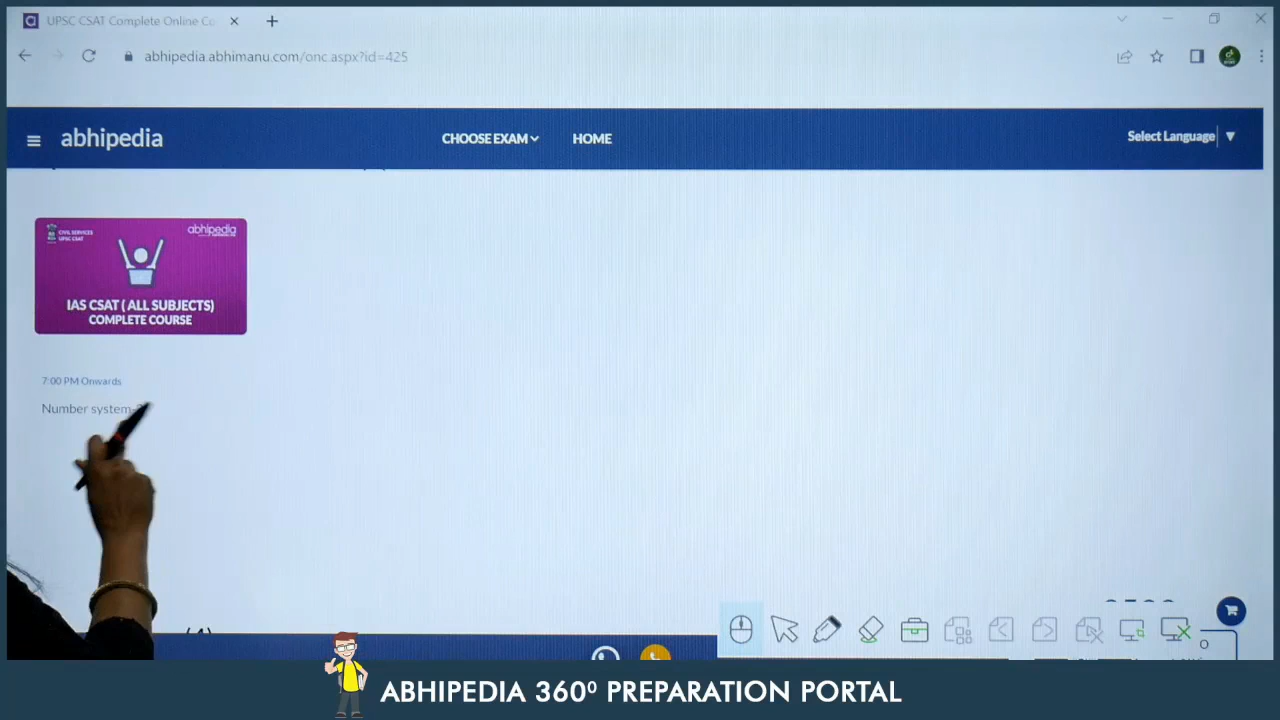 UPSC CSAT Complete Online Co
abhipedia.abhimanu.com/onc.aspx?id=425
abhipedia
CHOOSE EXAM
HOME
Select Language
CIVIL SERVICES
UPSC CSAT
abhipedia
IAS CSAT ( ALL SUBJECTS)
COMPLETE COURSE
7:00 PM Onwards
Number system-
ABHIPEDIA 360⁰ PREPARATION PORTAL